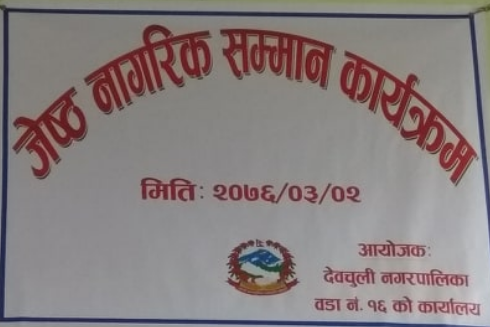 जेष्ठ नागरिक सम्मान कार्यक्रम
मिति: २०७६/०३/०२
आयोजक:
देवचुली नगरपालिका
वडा नं. १६ को कार्यालय